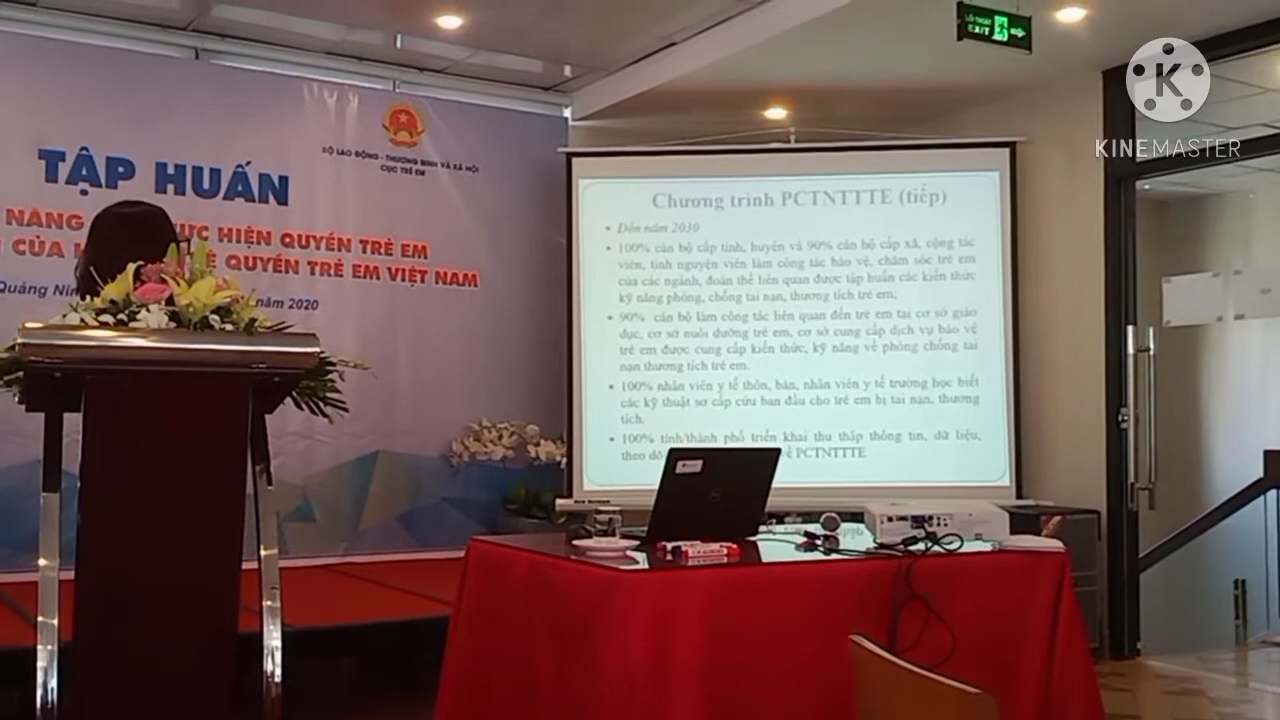 LỐI THOÁT
EXIT
K
KINEMASTER
BỘ LAO ĐỘNG - THƯƠNG BINH VÀ XÃ HỘI
CỤC TRẺ EM
TẬP HUẤN
NĂNG HIỆN QUYỀN TRẺ EM
CỦA QUYỀN TRẺ EM VIỆT NAM
Quảng năm 2020
Chương trình PCTNTTTE (tiếp)
• Đến năm 2030
• 100% cán bộ cấp tỉnh, huyện và 90% cán bộ cấp xã, cộng tác
viên, tình nguyện viên làm công tác bảo vệ, chăm sóc trẻ em
của các ngành, đoàn thể liên quan được tập huấn các kiến thức
kỹ năng phòng, chống tai nạn, thương tích trẻ em;
• 90% cán bộ làm công tác liên quan đến trẻ em tại cơ sở giáo
dục, cơ sở nuôi dưỡng trẻ em, cơ sở cung cấp dịch vụ bảo vệ
trẻ em được cung cấp kiến thức, kỹ năng về phòng chống tai
nạn thương tích trẻ em.
• 100% nhân viên y tế thôn, bản, nhân viên y tế trường học biết
các kỹ thuật sơ cấp cứu ban đầu cho trẻ em bị tai nạn, thương
tích.
• 100% tỉnh/thành phố triển khai thu thập thông tin, dữ liệu,
theo PCTNTTTE